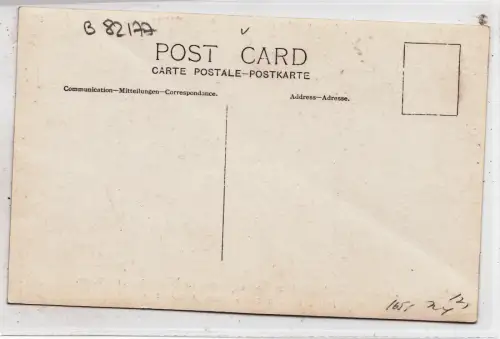 B 82177
POST CARD
CARTE POSTALE–POSTKARTE
Communication–Mitteilungen–Correspondance.
Address–Adresse.